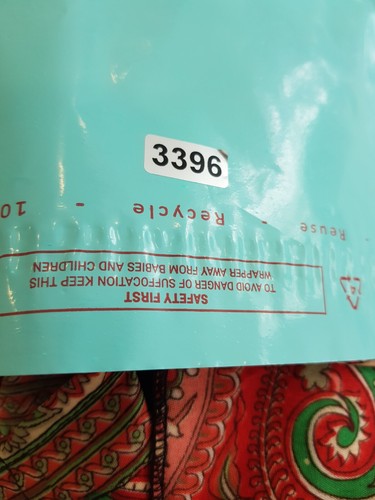 3396
Reuse - Recycle - 10
SAFETY FIRST
TO AVOID DANGER OF SUFFOCATION KEEP THIS
WRAPPER AWAY FROM BABIES AND CHILDREN